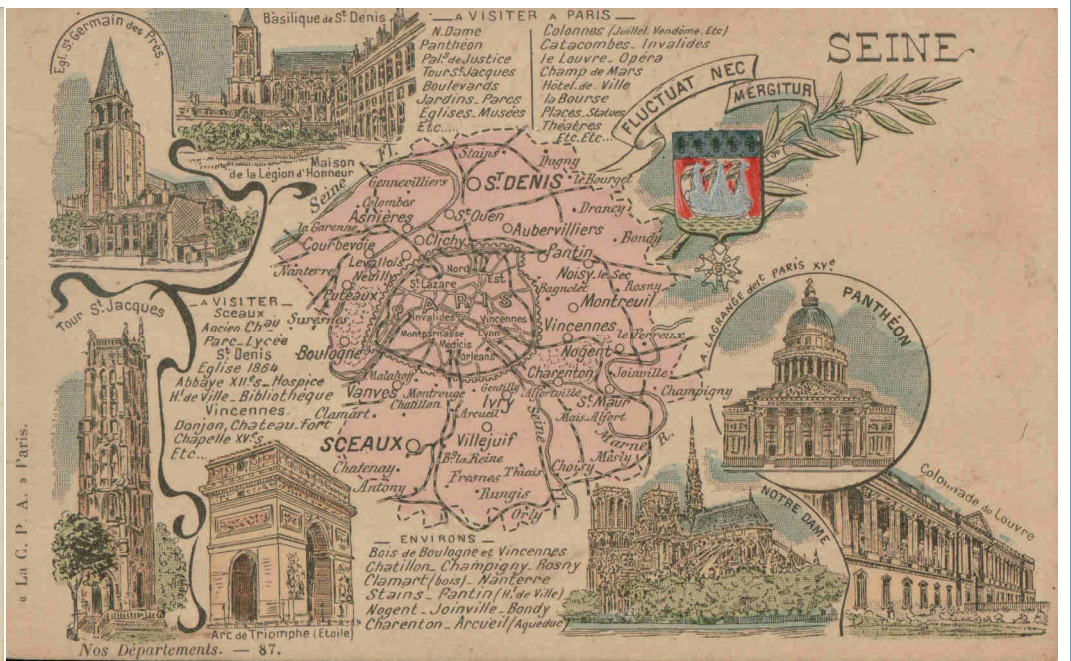 Egl. St. Germain des Prés
Basilique de St. Denis
Maison
de la Légion d'Honneur
A VISITER A PARIS
N. Dame
Panthéon
Pal. de Justice
Tour St. Jacques
Boulevards
Jardins. Parcs
Eglises. Musées
Etc....
Colonnes (Juillet. Vendôme. Etc)
Catacombes. Invalides
le Louvre. Opéra
Champ de Mars
Hôtel. de. Ville
la Bourse
Places. Statues
Théâtres
Etc. Etc...
SEINE
FLUCTUAT NEC
MERGITUR
Seine Fl.
Stains
Dugny
Gennevilliers
ST. DENIS
le Bourget
Colombes
Asnières
St. Ouen
Drancy
la Garenne
Aubervilliers
Courbevoie
Clichy
Bondy
Levallois
Pantin
Nanterre
Neuilly
Nord
Est
Noisy. le. Sec
St. Lazare
Bagnolet
Rosny
Puteaux
PARIS
Montreuil
Suresnes
Invalides
Vincennes
Montparnasse
Lyon
Vincennes
le Perreux
Médicis
Boulogne
Orléans
Nogent
Malakoff
Charenton
Joinville
Vanves
Montrouge
Gentilly
Alfortville
Champigny
Chatillon
Ivry
St. Maur
Clamart
Arcueil
Mais. Alfort
Seine
Marne R.
SCEAUX
Villejuif
Mesly
Bg. la Reine
Chatenay
Fresnes
Thiais
Choisy
Antony
Rungis
Orly
A. LAGRANGE dent. PARIS XVe
PANTHÉON
Tour St. Jacques
A VISITER
Sceaux
Ancien Chau
Parc. Lycée
St. Denis
Eglise 1864
Abbaye XII.es. Hospice
H. de Ville. Bibliothèque
Vincennes.
Donjon, Chateau. Fort
Chapelle XV.es
Etc...
Arc de Triomphe (Etoile)
ENVIRONS
Bois de Boulogne et Vincennes
Chatillon. Champigny. Rosny
Clamart (bois). Nanterre
Stains. Pantin (H. de Ville)
Nogent. Joinville. Bondy
Charenton. Arcueil (Aqueduc)
NOTRE DAME
Colonnade du Louvre
« La C. P. A. » Paris.
Nos Départements. — 87.